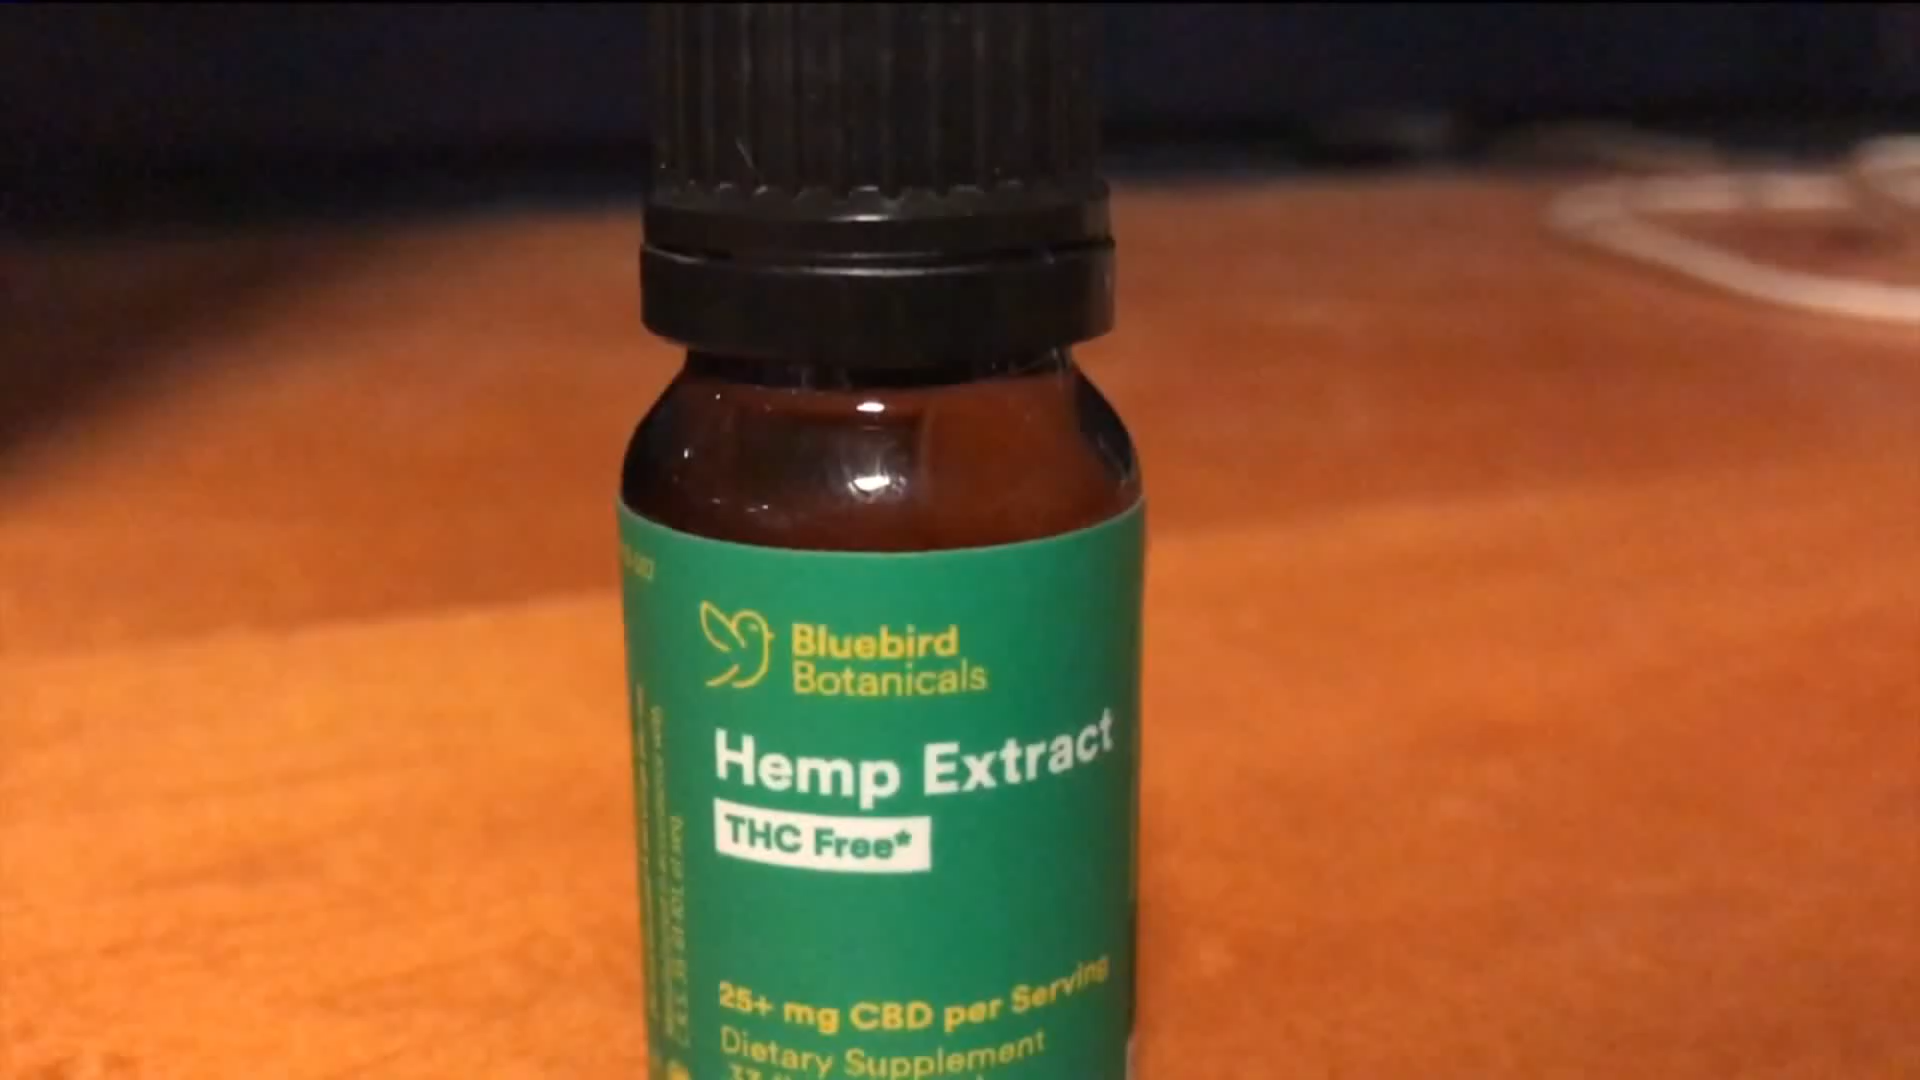 Bluebird
Botanicals
Hemp Extract
THC Free*
25+ mg CBD per Serving
Dietary Supplement